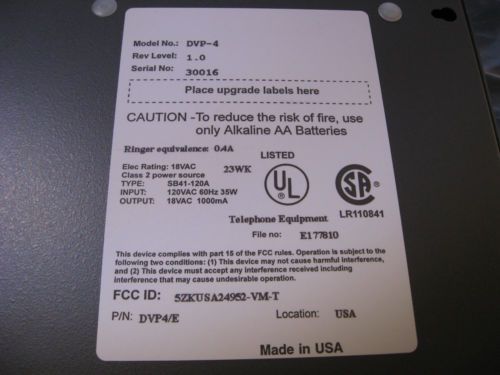 Model No.: DVP-4
Rev Level: 1.0
Serial No: 30016
Place upgrade labels here
CAUTION -To reduce the risk of fire, use
only Alkaline AA Batteries
Ringer equivalence: 0.4A
Elec Rating: 18VAC
Class 2 power source
TYPE: SB41-120A
INPUT: 120VAC 60Hz 35W
OUTPUT: 18VAC 1000mA
23WK
LISTED
UL
SA
LR110841
Telephone Equipment
File no: E177810
This device complies with part 15 of the FCC rules. Operation is subject to the
following two conditions: (1) This device may not cause harmful interference,
and (2) This device must accept any interference received including
interference that may cause undesirable operation.
FCC ID: 5ZKUSA24952-VM-T
P/N: DVP4/E
Location: USA
Made in USA